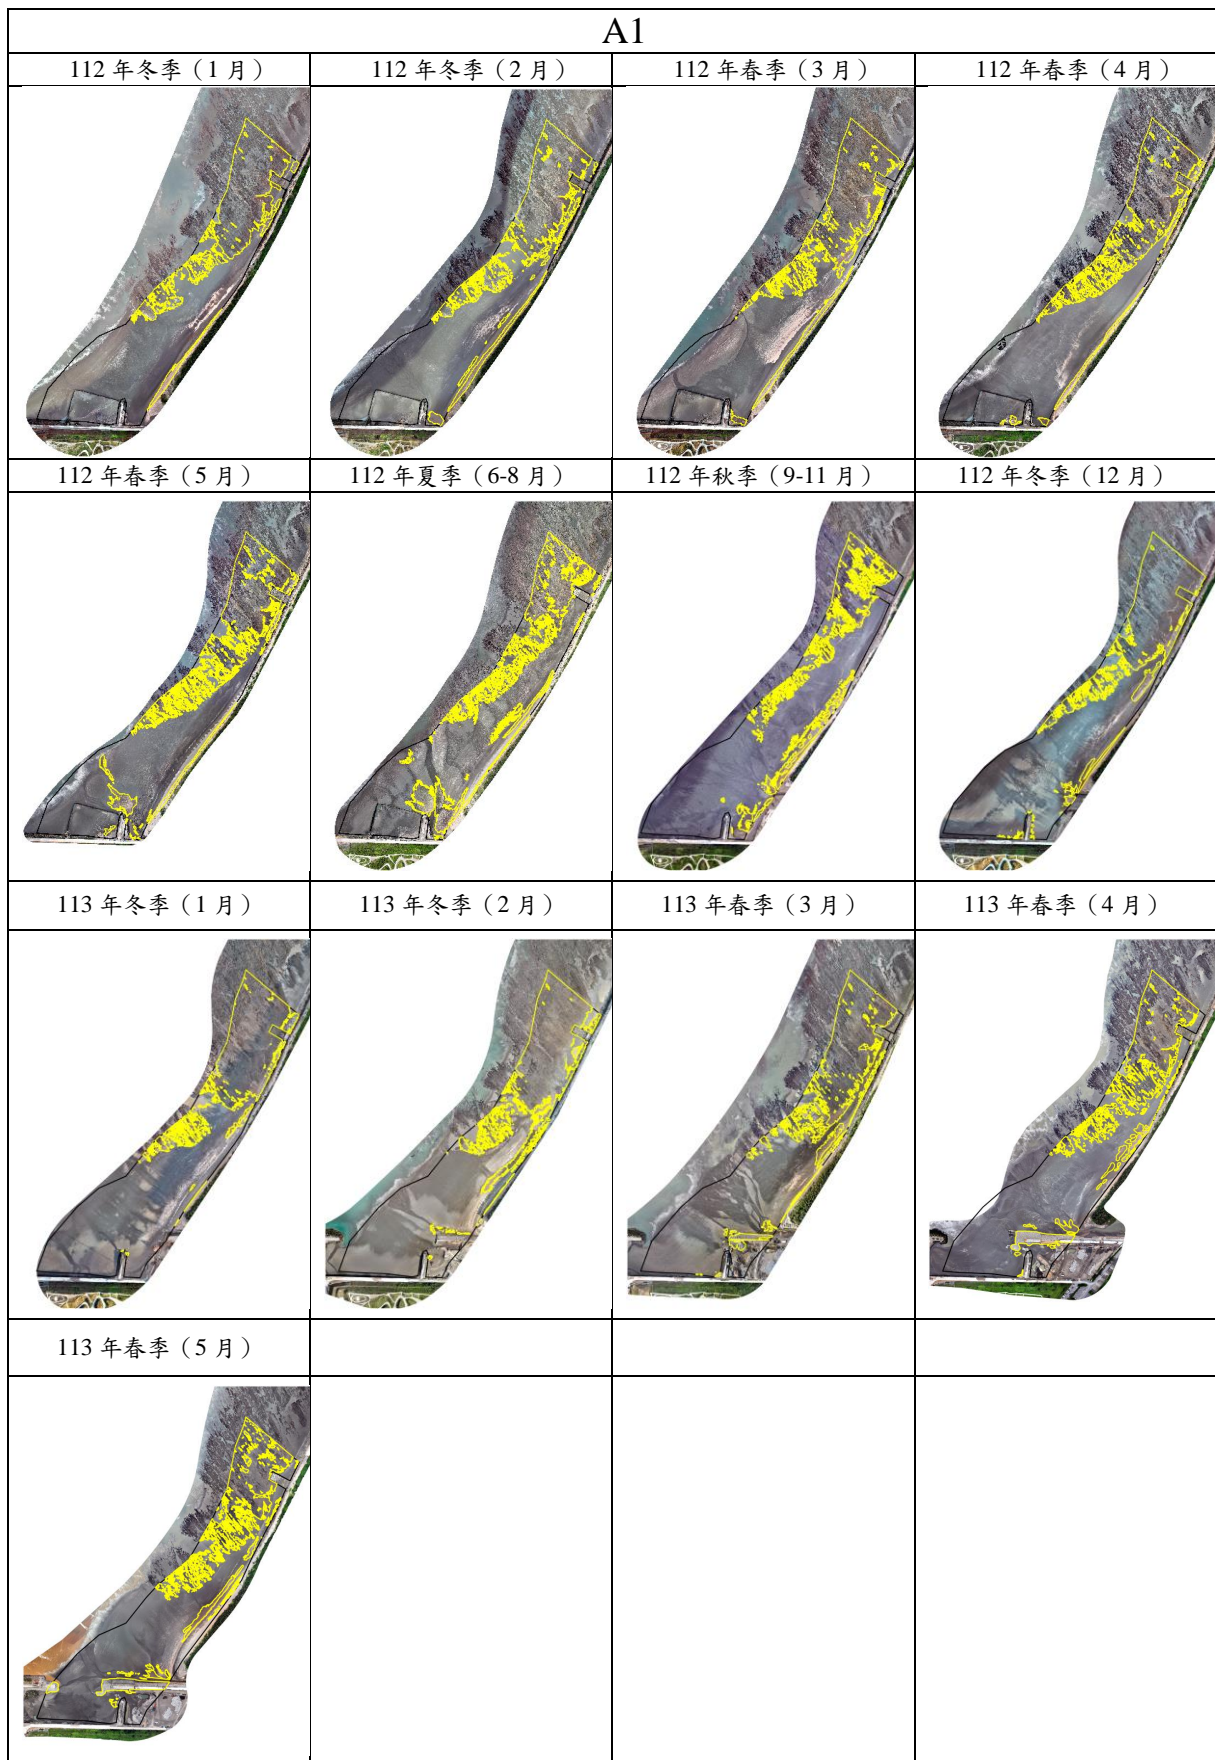 A1
112 年冬季（1 月）
112 年冬季（2 月）
112 年春季（3 月）
112 年春季（4 月）
112 年春季（5 月）
112 年夏季（6-8 月）
112 年秋季（9-11 月）
112 年冬季（12 月）
113 年冬季（1 月）
113 年冬季（2 月）
113 年春季（3 月）
113 年春季（4 月）
113 年春季（5 月）